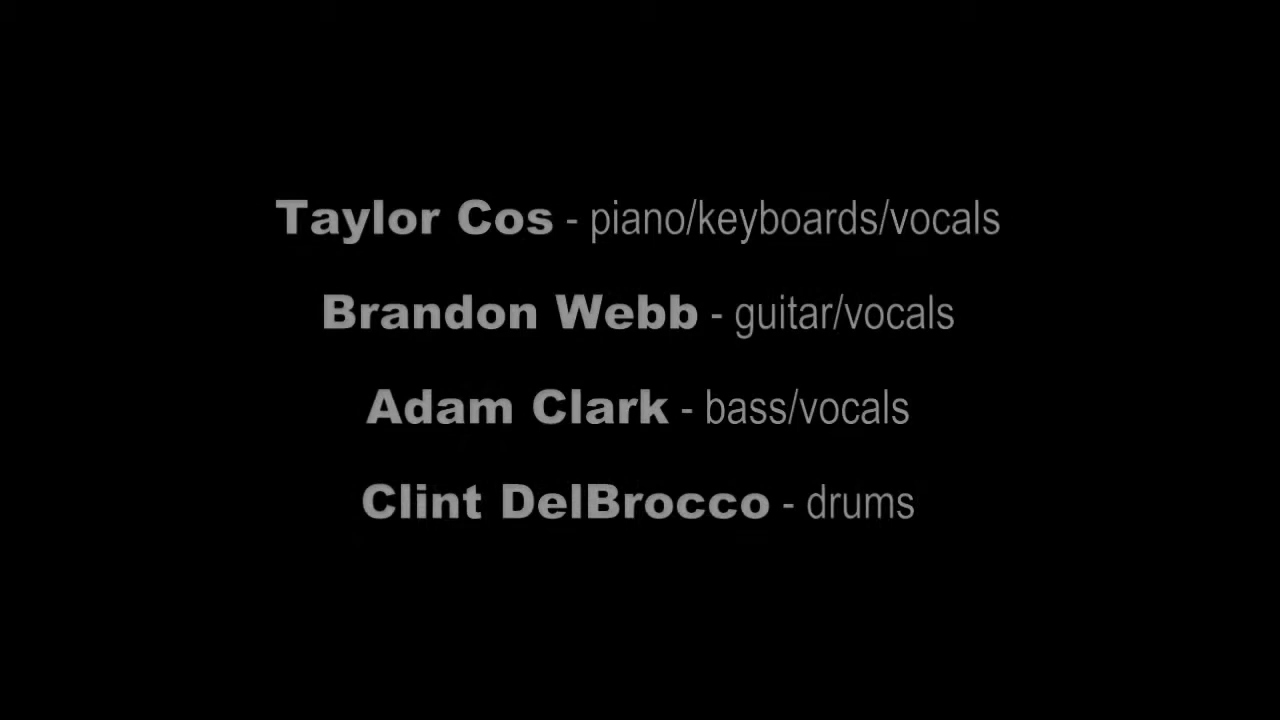 Taylor Cos - piano/keyboards/vocals
Brandon Webb - guitar/vocals
Adam Clark - bass/vocals
Clint DelBrocco - drums